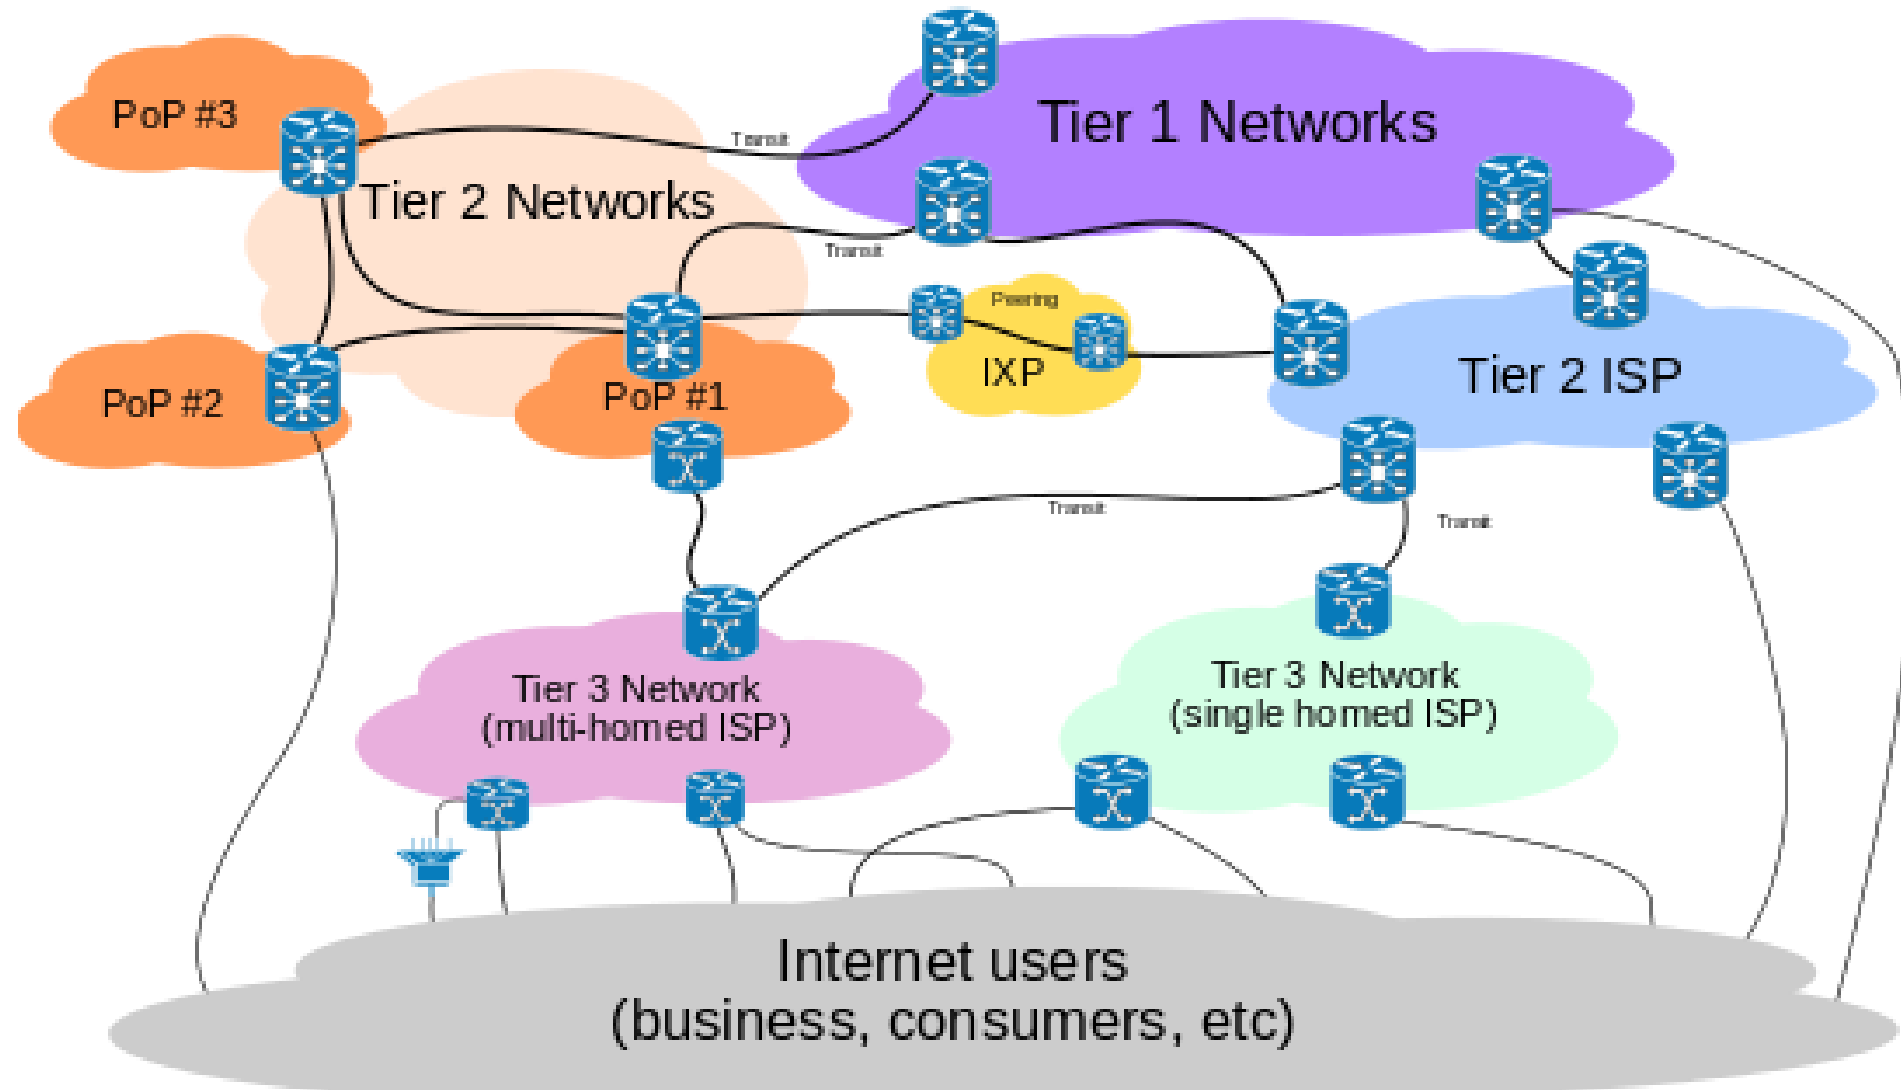 PoP #3
Tier 1 Networks
Transit
Tier 2 Networks
Transit
Peering
IXP
Tier 2 ISP
PoP #2
PoP #1
Transit
Transit
Tier 3 Network
(multi-homed ISP)
Tier 3 Network
(single homed ISP)
Internet users
(business, consumers, etc)